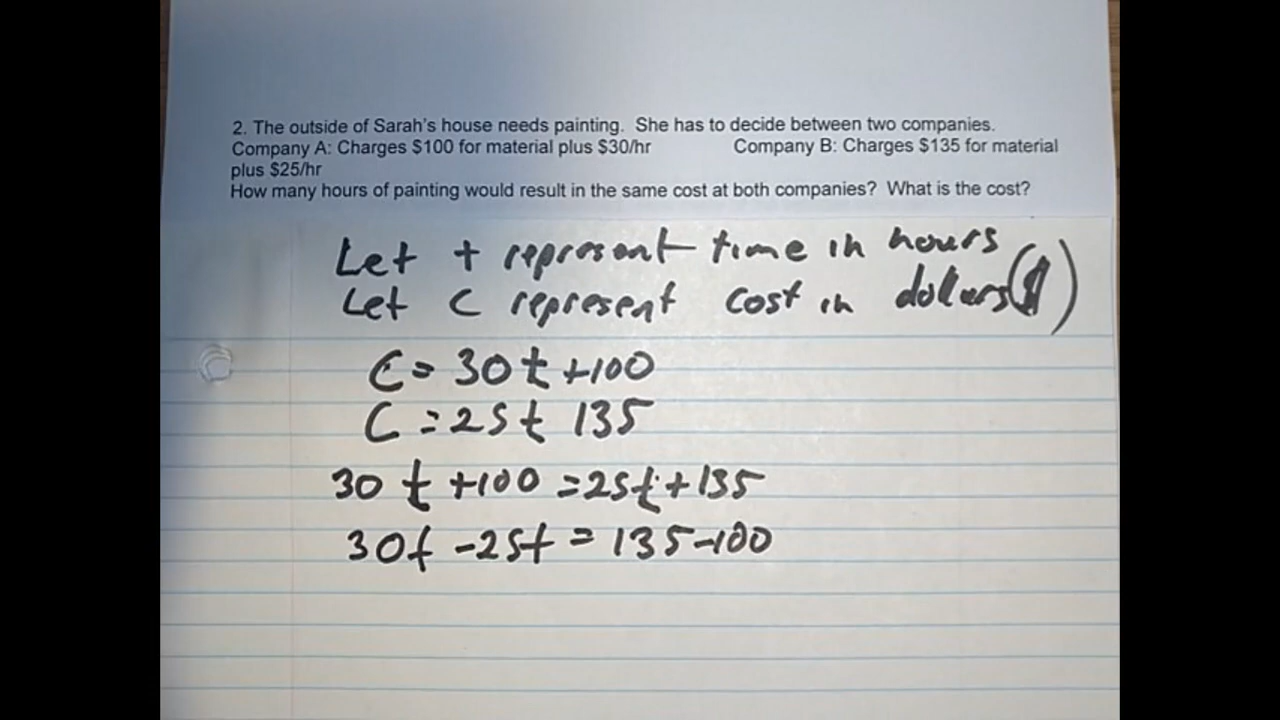 2. The outside of Sarah's house needs painting. She has to decide between two companies.
Company A: Charges $100 for material plus $30/hr Company B: Charges $135 for material
plus $25/hr
How many hours of painting would result in the same cost at both companies? What is the cost?
Let t represent time in hours
Let C represent cost in dollars($)
C = 30t +100
C = 25t 135
30t +100 = 25t +135
30t -25t = 135-100